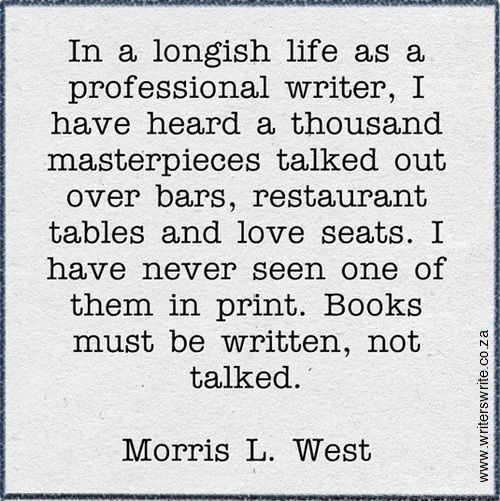 In a longish life as a
professional writer, I
have heard a thousand
masterpieces talked out
over bars, restaurant
tables and love seats. I
have never seen one of
them in print. Books
must be written, not
talked.
Morris L. West
www.writerswrite.co.za